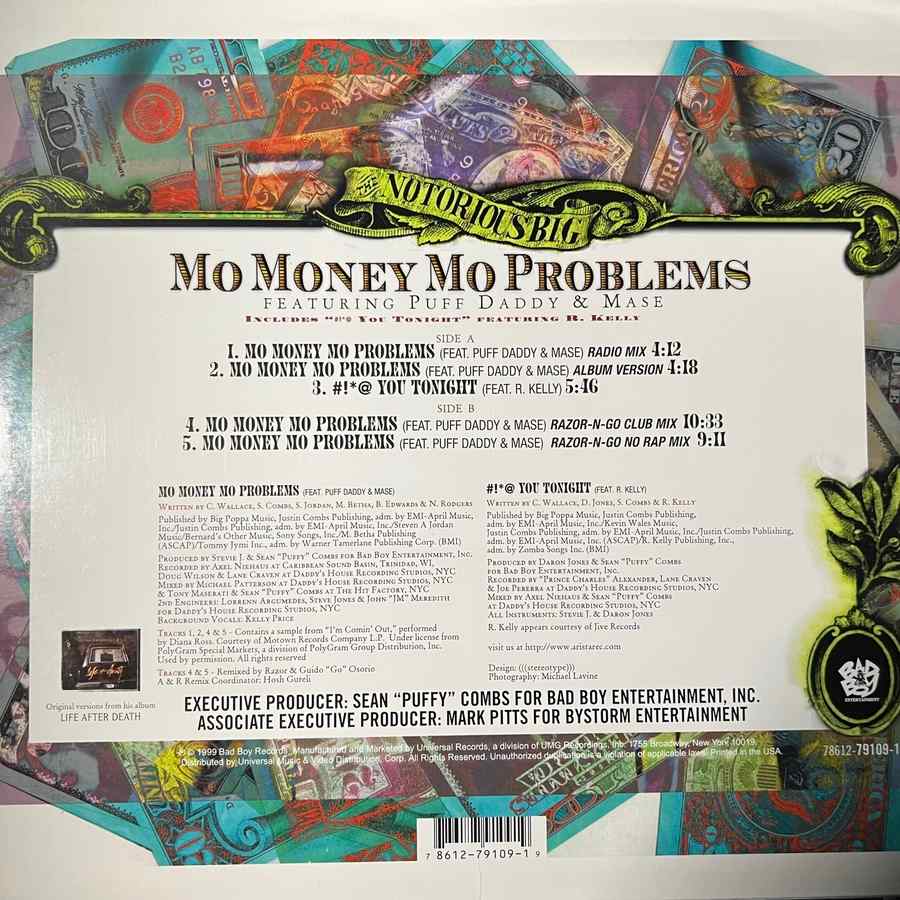 THE NOTORIOUS B.I.G
MO MONEY MO PROBLEMS
FEATURING PUFF DADDY & MASE
INCLUDES "#!*@ YOU TONIGHT" FEATURING R. KELLY
SIDE A
1. MO MONEY MO PROBLEMS (FEAT. PUFF DADDY & MASE) RADIO MIX 4:12
2. MO MONEY MO PROBLEMS (FEAT. PUFF DADDY & MASE) ALBUM VERSION 4:18
3. #!*@ YOU TONIGHT (FEAT. R. KELLY) 5:46
SIDE B
4. MO MONEY MO PROBLEMS (FEAT. PUFF DADDY & MASE) RAZOR-N-GO CLUB MIX 10:33
5. MO MONEY MO PROBLEMS (FEAT. PUFF DADDY & MASE) RAZOR-N-GO NO RAP MIX 9:11
MO MONEY MO PROBLEMS (FEAT. PUFF DADDY & MASE)
WRITTEN BY C. WALLACE, S. COMBS, S. JORDAN, M. BETHA, B. EDWARDS & N. RODGERS
Published by Big Poppa Music, Justin Combs Publishing, adm. by EMI-April Music,
Inc./Justin Combs Publishing, adm. by EMI-April Music, Inc./Steven A Jordan
Music/Bernard's Other Music, Sony Songs, Inc./M. Betha Publishing
(ASCAP)/Tommy Jymi Inc., adm. by Warner Tamerlane Publishing Corp. (BMI)
PRODUCED BY STEVIE J. & SEAN "PUFFY" COMBS FOR BAD BOY ENTERTAINMENT, INC.
RECORDED BY AXEL NIEHAUS AT CARIBBEAN SOUND BASIN, TRINIDAD, WI,
DOUG WILSON & LANE CRAVEN AT DADDY'S HOUSE RECORDING STUDIOS, NYC
MIXED BY MICHAEL PATTERSON AT DADDY'S HOUSE RECORDING STUDIOS, NYC
& TONY MASERATI & SEAN "PUFFY" COMBS AT THE HIT FACTORY, NYC
2ND ENGINEERS: LORRENN ARGUMEDES, STEVE JONES & JOHN "JM" MEREDITH
FOR DADDY'S HOUSE RECORDING STUDIOS, NYC
BACKGROUND VOCALS: KELLY PRICE
TRACKS 1, 2, 4 & 5 - Contains a sample from "I'm Comin' Out," performed
by Diana Ross. Courtesy of Motown Records Company L.P. Under license from
PolyGram Special Markets, a division of PolyGram Group Distribution, Inc.
Used by permission. All rights reserved
TRACKS 4 & 5 - Remixed by Razor & Guido "Go" Osorio
A & R Remix Coordinator: Hosh Gureli
#!*@ YOU TONIGHT (FEAT. R. KELLY)
WRITTEN BY C. WALLACE, D. JONES, S. COMBS & R. KELLY
Published by Big Poppa Music, Justin Combs Publishing,
adm. by EMI-April Music, Inc./Kevin Wales Music,
Justin Combs Publishing, adm. by EMI-April Music, Inc./Justin Combs Publishing,
adm. by EMI-April Music, Inc. (ASCAP)/R. Kelly Publishing, Inc.,
adm. by Zomba Songs Inc. (BMI)
PRODUCED BY DARON JONES & SEAN "PUFFY" COMBS
FOR BAD BOY ENTERTAINMENT, INC.
RECORDED BY "PRINCE CHARLES" ALEXANDER, LANE CRAVEN
& JOE PERRERA AT DADDY'S HOUSE RECORDING STUDIOS, NYC
MIXED BY AXEL NIEHAUS & SEAN "PUFFY" COMBS
AT DADDY'S HOUSE RECORDING STUDIOS, NYC
ALL INSTRUMENTS: STEVIE J. & DARON JONES
R. Kelly appears courtesy of Jive Records
visit us at http://www.aristarec.com
Design: (((stereotype)))
Photography: Michael Lavine
Original versions from his album
LIFE AFTER DEATH
EXECUTIVE PRODUCER: SEAN "PUFFY" COMBS FOR BAD BOY ENTERTAINMENT, INC.
ASSOCIATE EXECUTIVE PRODUCER: MARK PITTS FOR BYSTORM ENTERTAINMENT
BAD BOY
ENTERTAINMENT
℗ © 1999 Bad Boy Records. Manufactured and Marketed by Universal Records, a division of UMG Recordings, Inc. 1755 Broadway, New York 10019.
Distributed by Universal Music & Video Distribution, Corp. All Rights Reserved. Unauthorized duplication is a violation of applicable laws. Printed in the USA.
78612-79109-1
7 8612-79109-1 9